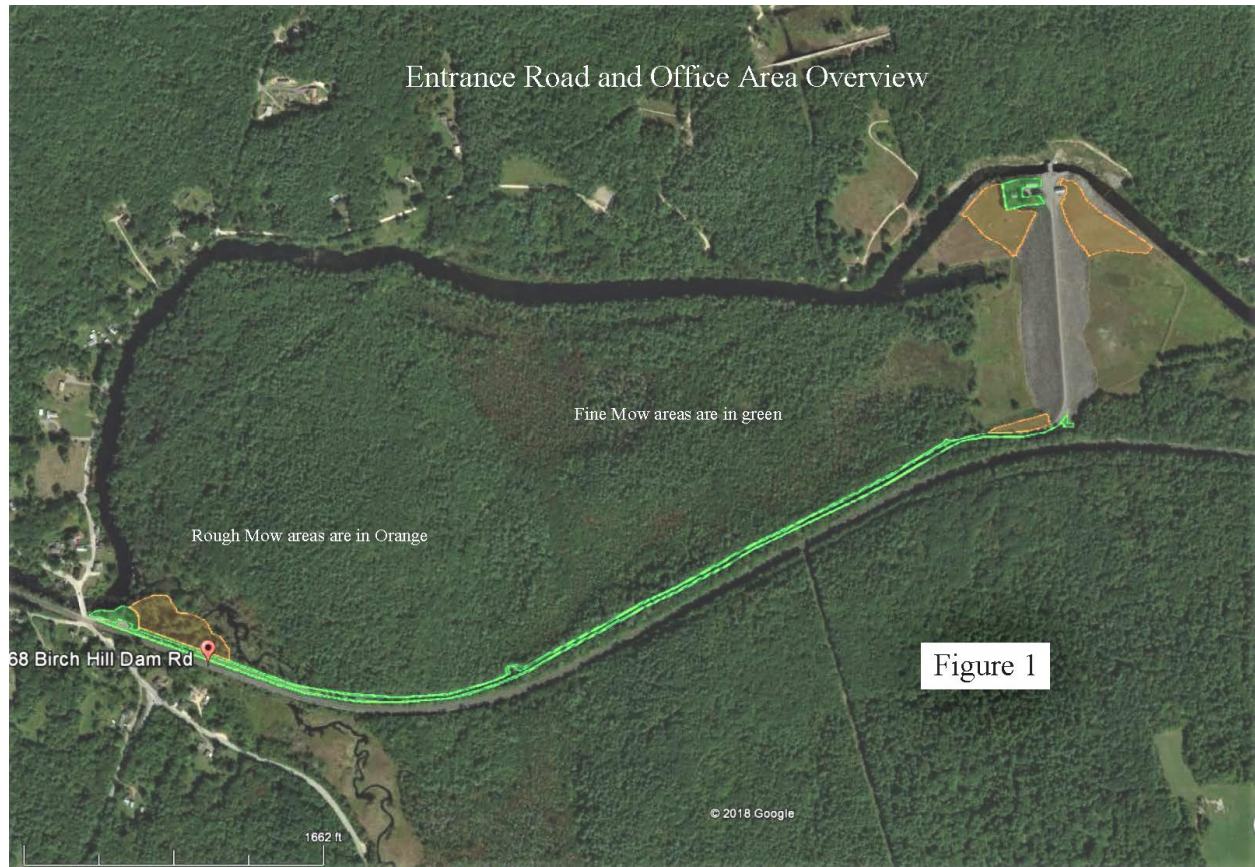 Entrance Road and Office Area Overview
Fine Mow areas are in green
Rough Mow areas are in Orange
68 Birch Hill Dam Rd
Figure 1
© 2018 Google
1662 ft